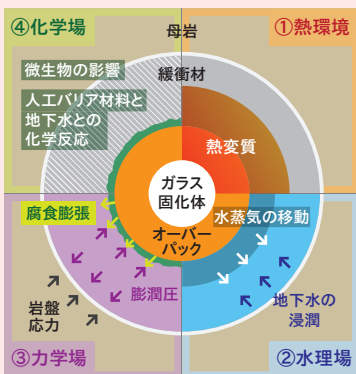 ④化学場
母岩
①熱環境
微生物の影響
緩衝材
人工バリア材料と
地下水との
化学反応
熱変質
ガラス
固化体
腐食膨張
オーバー
パック
水蒸気の移動
膨潤圧
岩盤
応力
地下水の
浸潤
③力学場
②水理場